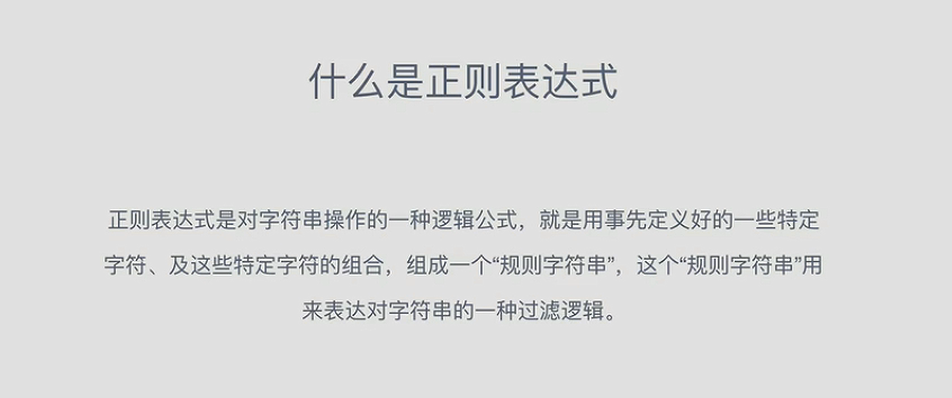 什么是正则表达式
正则表达式是对字符串操作的一种逻辑公式，就是用事先定义好的一些特定
字符、及这些特定字符的组合，组成一个“规则字符串”，这个“规则字符串”用
来表达对字符串的一种过滤逻辑。